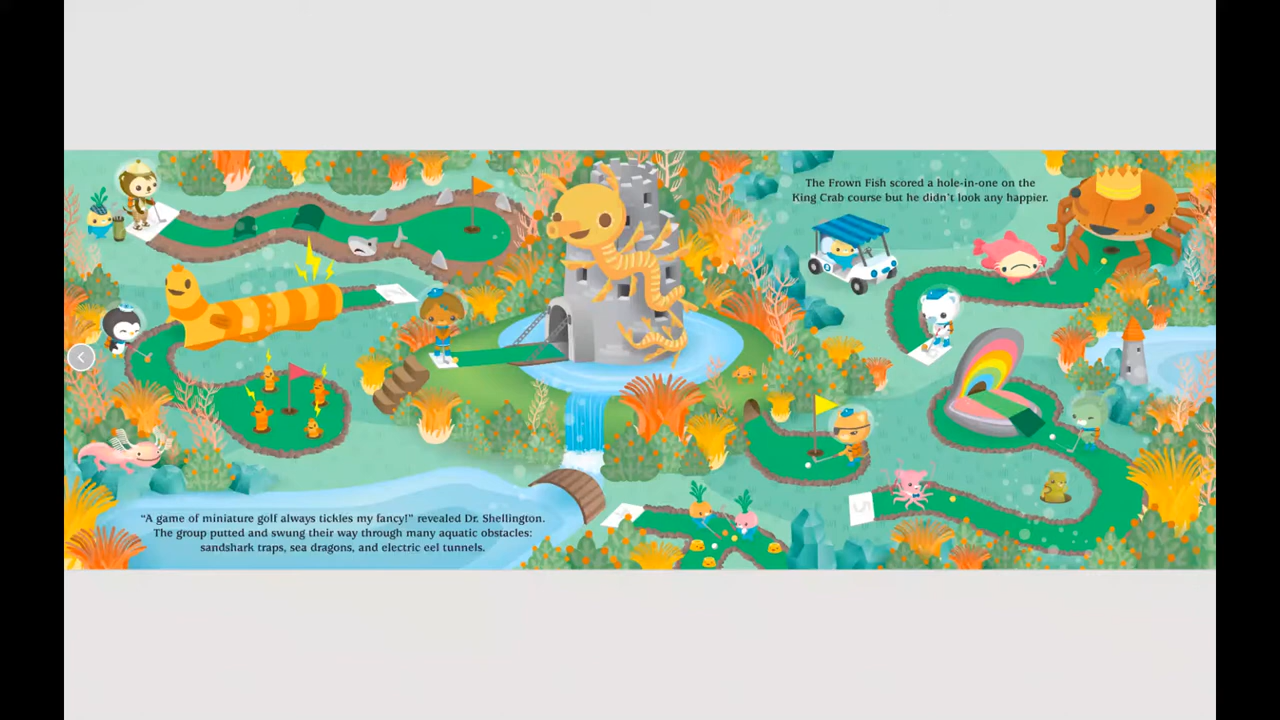 The Frown Fish scored a hole-in-one on the
King Crab course but he didn't look any happier.
“A game of miniature golf always tickles my fancy!” revealed Dr. Shellington.
The group putted and swung their way through many aquatic obstacles:
sandshark traps, sea dragons, and electric eel tunnels.
5